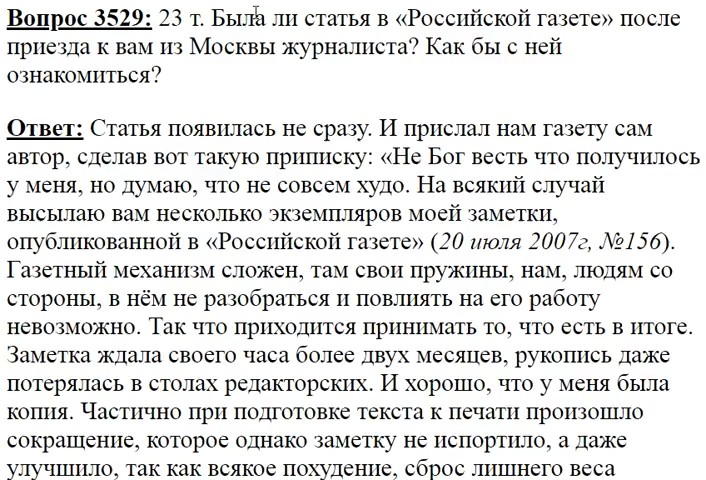 Вопрос 3529: 23 т. Была ли статья в «Российской газете» после
приезда к вам из Москвы журналиста? Как бы с ней
ознакомиться?
Ответ: Статья появилась не сразу. И прислал нам газету сам
автор, сделав вот такую приписку: «Не Бог весть что получилось
у меня, но думаю, что не совсем худо. На всякий случай
высылаю вам несколько экземпляров моей заметки,
опубликованной в «Российской газете» (20 июля 2007г, №156).
Газетный механизм сложен, там свои пружины, нам, людям со
стороны, в нём не разобраться и повлиять на его работу
невозможно. Так что приходится принимать то, что есть в итоге.
Заметка ждала своего часа более двух месяцев, рукопись даже
потерялась в столах редакторских. И хорошо, что у меня была
копия. Частично при подготовке текста к печати произошло
сокращение, которое однако заметку не испортило, а даже
улучшило, так как всякое похудение, сброс лишнего веса